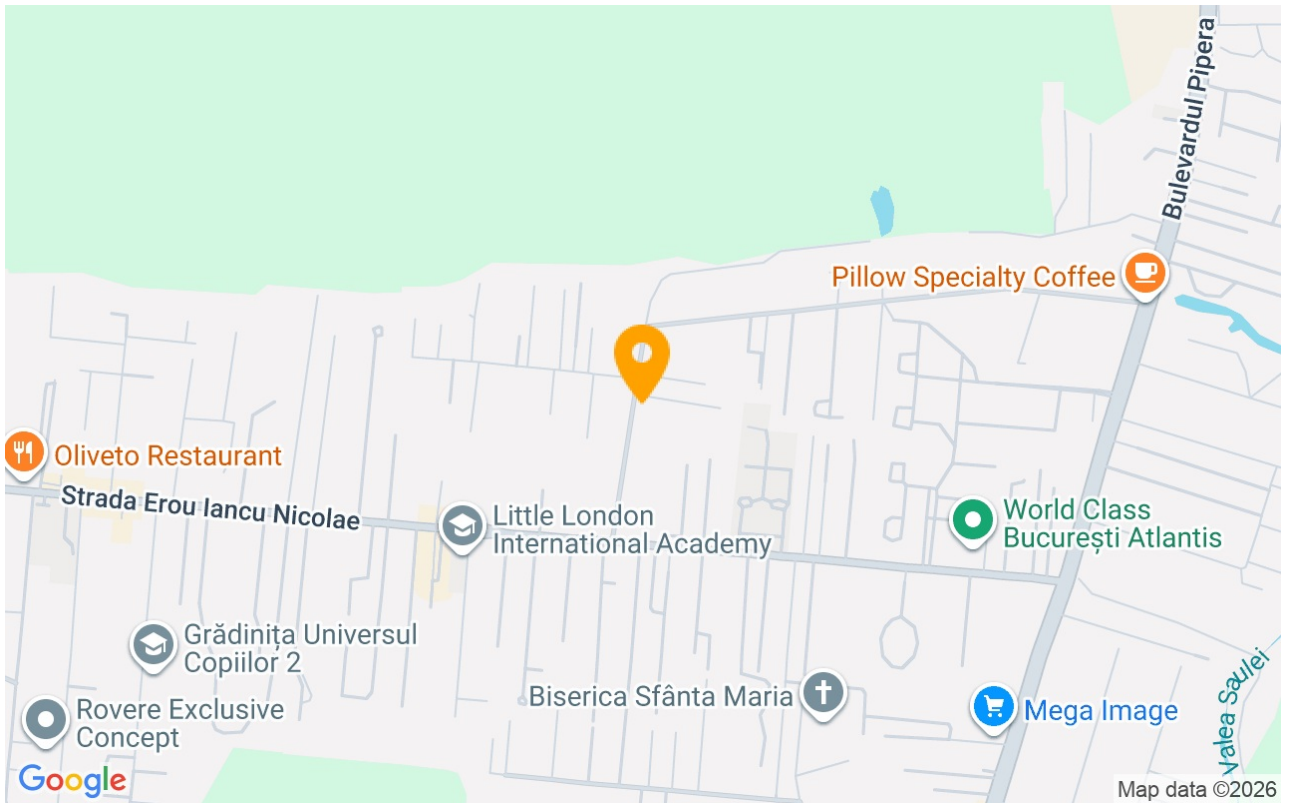 Bulevardul Pipera
Pillow Specialty Coffee
Oliveto Restaurant
Strada Erou Iancu Nicolae
Little London
International Academy
World Class
București Atlantis
Grădinița Universul
Copiilor 2
Biserica Sfânta Maria
Mega Image
Valea Saulei
Rovere Exclusive
Concept
Google
Map data ©2026